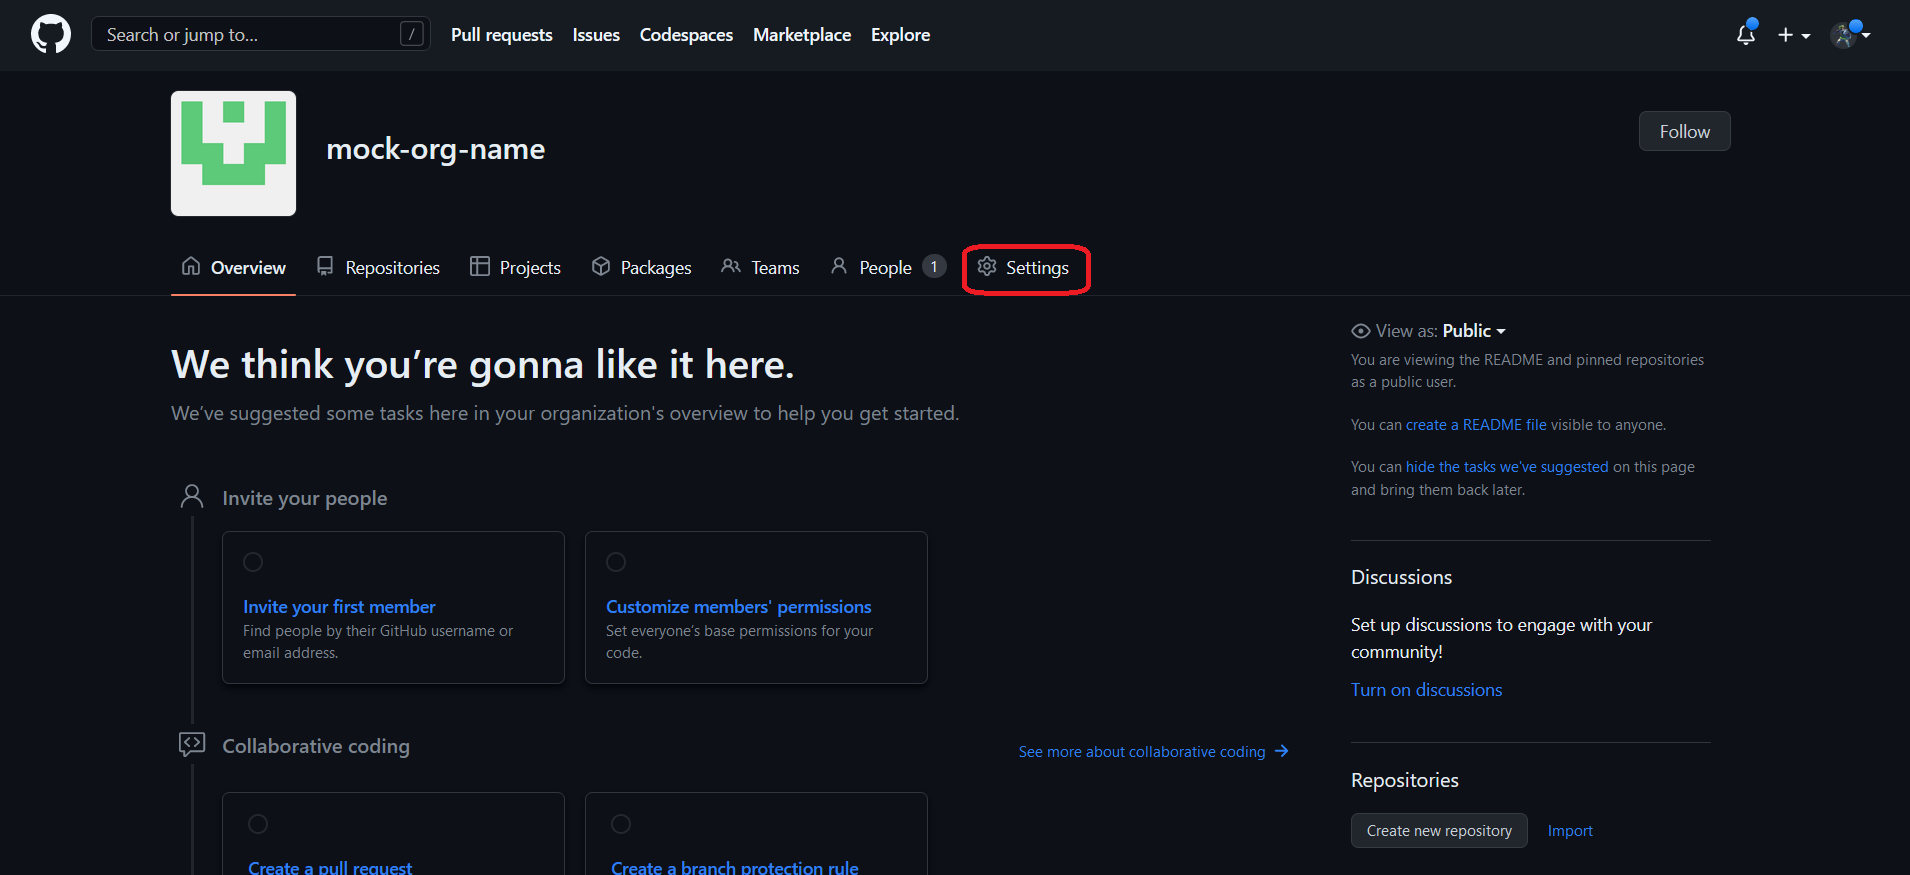 Search or jump to... /
Pull requests Issues Codespaces Marketplace Explore
mock-org-name
Follow
Overview Repositories Projects Packages Teams People 1 Settings
We think you’re gonna like it here.
We’ve suggested some tasks here in your organization's overview to help you get started.
Invite your people
Invite your first member
Find people by their GitHub username or
email address.
Customize members' permissions
Set everyone’s base permissions for your
code.
Collaborative coding
See more about collaborative coding
Create a pull request
Create a branch protection rule
View as: Public
You are viewing the README and pinned repositories
as a public user.
You can create a README file visible to anyone.
You can hide the tasks we've suggested on this page
and bring them back later.
Discussions
Set up discussions to engage with your
community!
Turn on discussions
Repositories
Create new repository Import